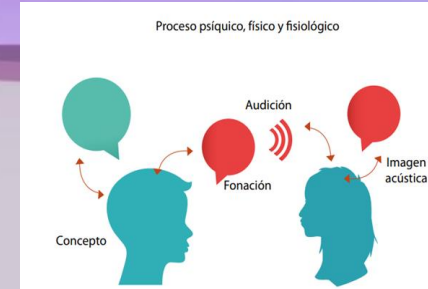 Proceso psíquico, físico y fisiológico
Audición
Fonación
Imagen
acústica
Concepto